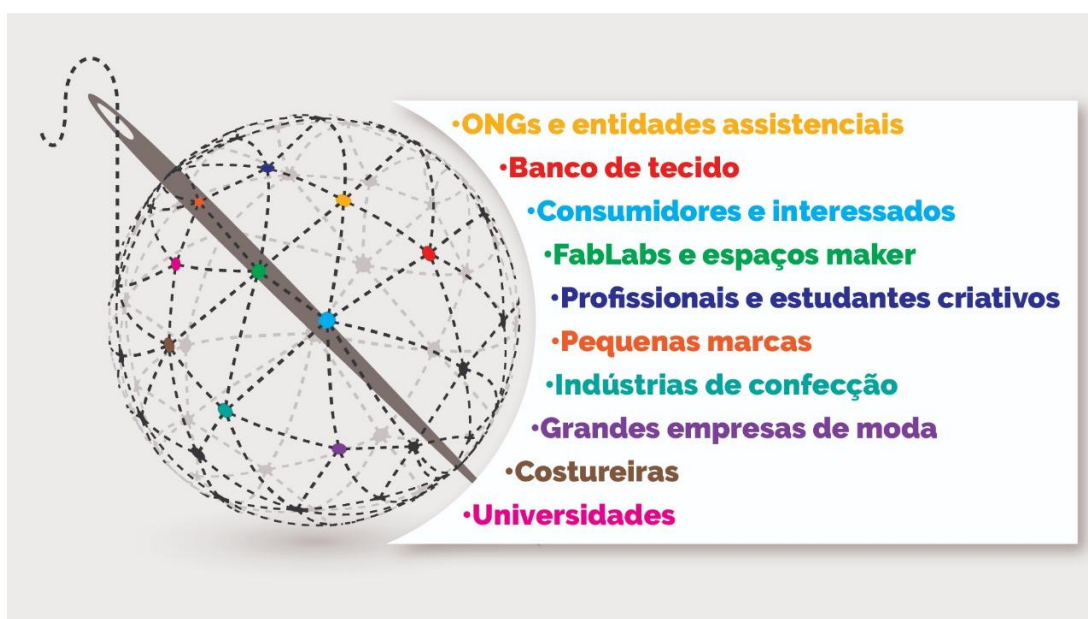 •ONGs e entidades assistenciais
•Banco de tecido
•Consumidores e interessados
•FabLabs e espaços maker
•Profissionais e estudantes criativos
•Pequenas marcas
•Indústrias de confecção
•Grandes empresas de moda
•Costureiras
•Universidades